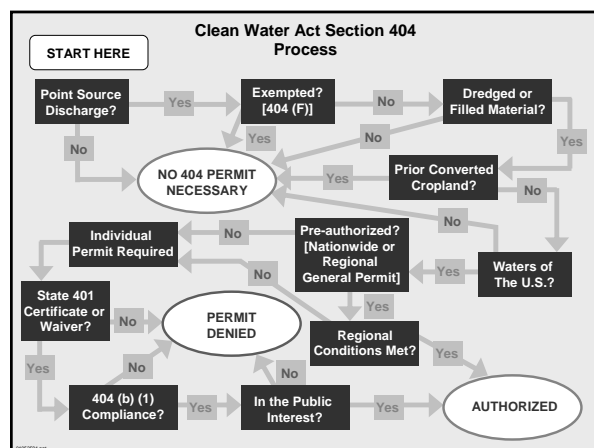 Clean Water Act Section 404
Process
START HERE
Point Source
Discharge?
Yes
Exempted?
[404 (F)]
No
Dredged or
Filled Material?
No
Yes
No
Yes
NO 404 PERMIT
NECESSARY
Yes
Prior Converted
Cropland?
No
Individual
Permit Required
No
Pre-authorized?
[Nationwide or
Regional
General Permit]
No
Yes
Waters of
The U.S.?
No
Yes
State 401
Certificate or
Waiver?
No
PERMIT
DENIED
Regional
Conditions Met?
Yes
Yes
No
No
404 (b) (1)
Compliance?
Yes
In the Public
Interest?
Yes
AUTHORIZED